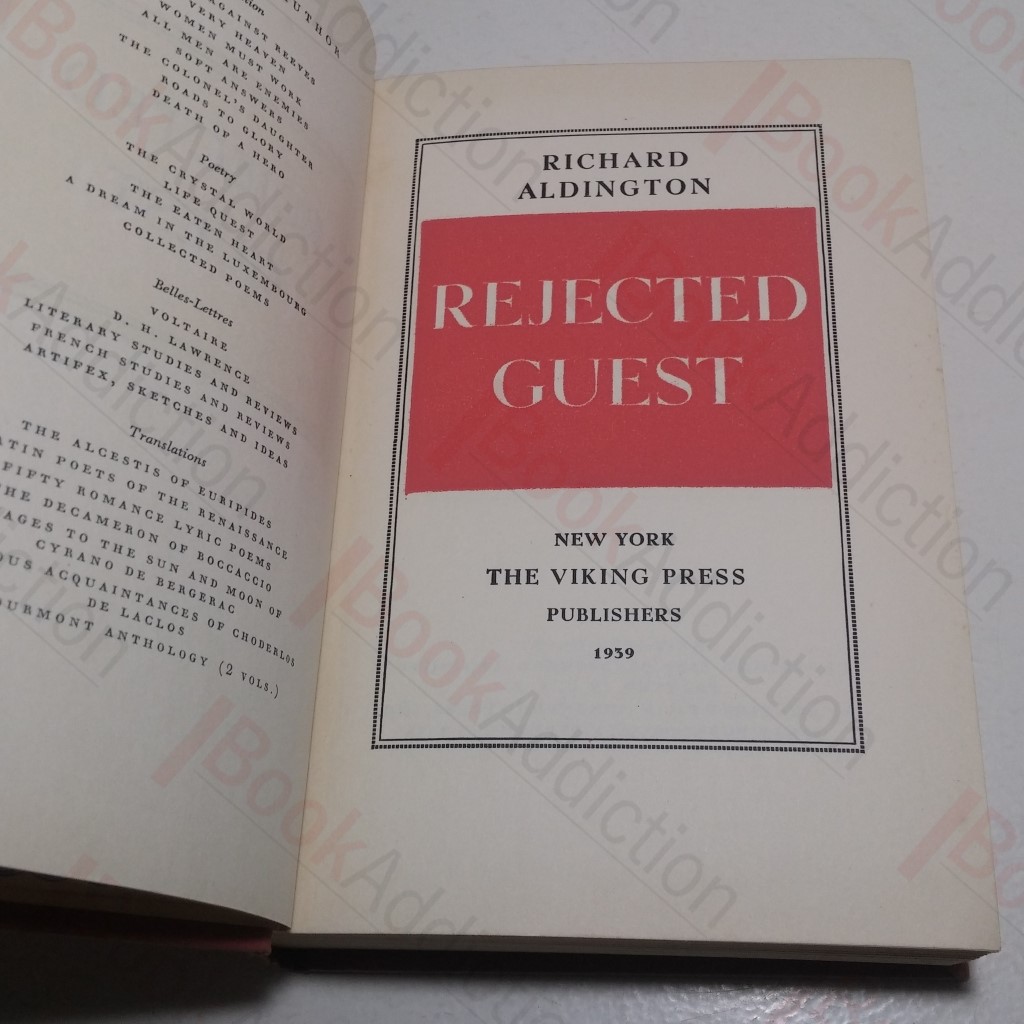 AUTHOR
AGAINST REEVES
VERY HEAVEN
WOMEN MUST WORK
ALL MEN ARE ENEMIES
SOFT ANSWERS
THE COLONEL'S DAUGHTER
ROADS TO GLORY
DEATH OF A HERO
Poetry
THE CRYSTAL WORLD
LIFE QUEST
THE EATEN HEART
A DREAM IN THE LUXEMBOURG
COLLECTED POEMS
Belles-Lettres
VOLTAIRE
D. H. LAWRENCE
LITERARY STUDIES AND REVIEWS
FRENCH STUDIES AND REVIEWS
ARTIFEX, SKETCHES AND IDEAS
Translations
THE ALCESTIS OF EURIPIDES
POETS OF THE RENAISSANCE
FIFTY ROMANCE LYRIC POEMS
DECAMERON OF BOCCACCIO
TO THE SUN AND MOON OF
CYRANO DE BERGERAC
ACQUAINTANCES OF CHODERLOS
DE LACLOS
ANTHOLOGY (2 VOLS.)
RICHARD
ALDINGTON
REJECTED
GUEST
NEW YORK
THE VIKING PRESS
PUBLISHERS
1939
BookAddiction